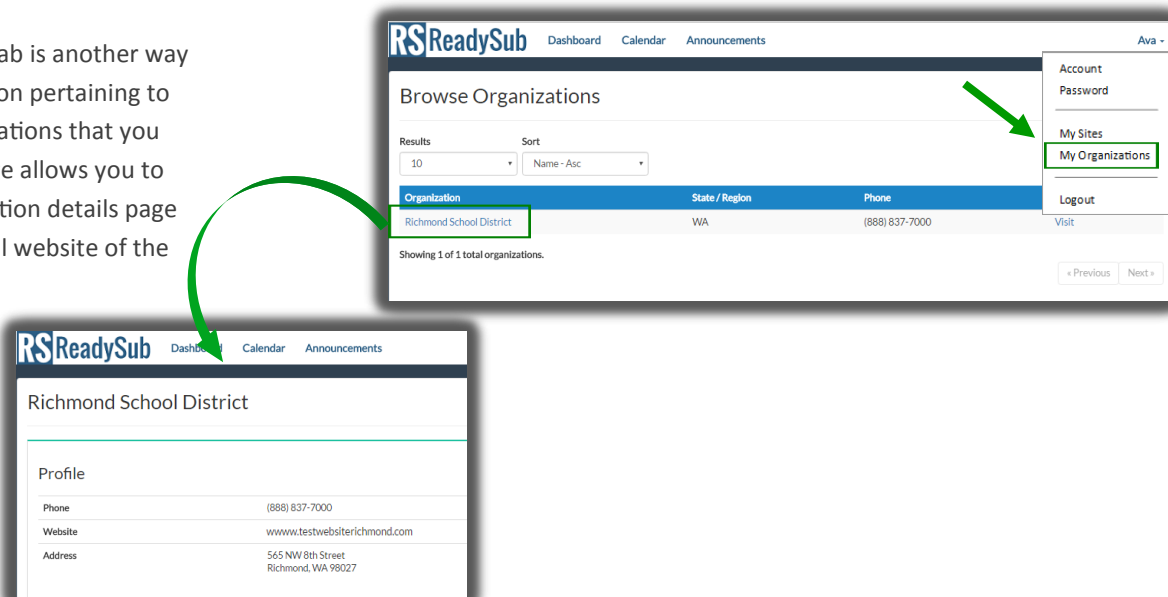 ab is another way
on pertaining to
ations that you
e allows you to
tion details page
l website of the
RS ReadySub Dashboard Calendar Announcements Ava
Account
Password
My Sites
My Organizations
Logout
Browse Organizations
Results Sort
10 Name - Asc
Organization State / Region Phone
Richmond School District WA (888) 837-7000 Visit
Showing 1 of 1 total organizations.
« Previous Next »
RS ReadySub Dashboard Calendar Announcements
Richmond School District
Profile
Phone (888) 837-7000
Website wwww.testwebsiterichmond.com
Address 565 NW 8th Street
Richmond, WA 98027